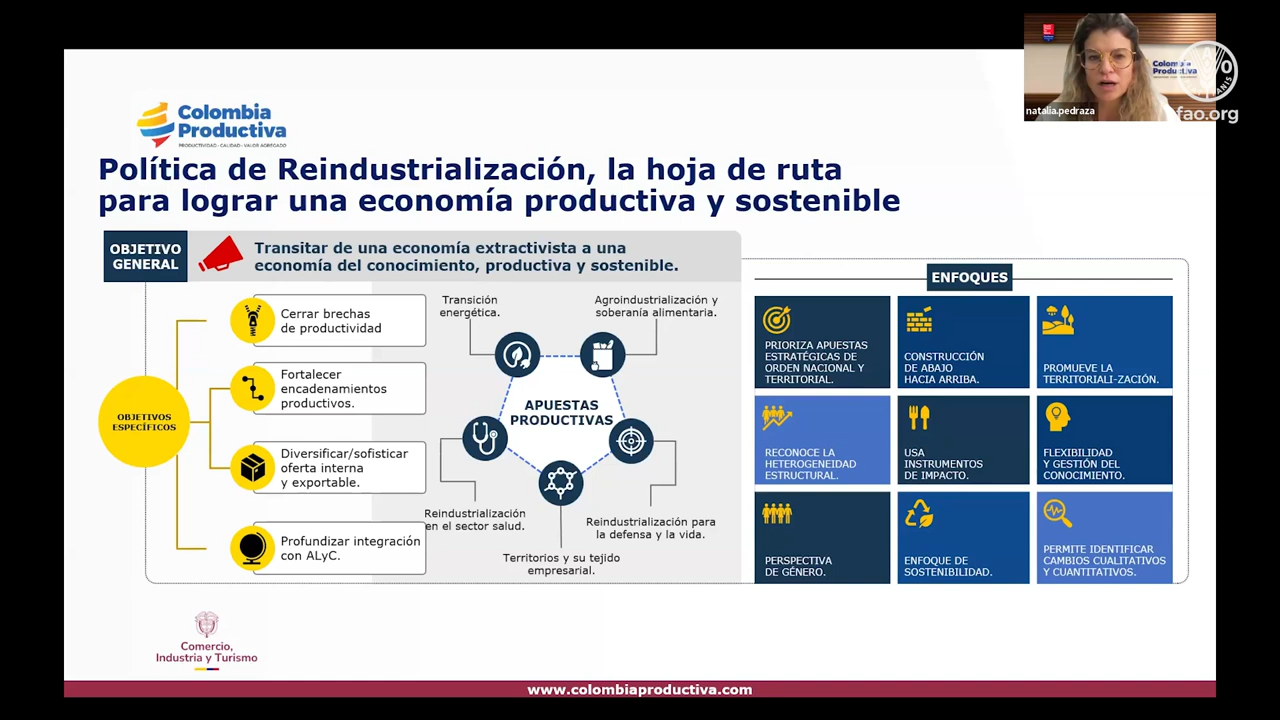 Colombia
Productiva
PRODUCTIVIDAD - CALIDAD - VALOR AGREGADO
Colombia
Productiva
natalia.pedraza
fao.org
Política de Reindustrialización, la hoja de ruta
para lograr una economía productiva y sostenible
OBJETIVO
GENERAL
Transitar de una economía extractivista a una
economía del conocimiento, productiva y sostenible.
OBJETIVOS
ESPECÍFICOS
Cerrar brechas
de productividad
Fortalecer
encadenamientos
productivos.
Diversificar/sofisticar
oferta interna
y exportable.
Profundizar integración
con ALyC.
Transición
energética.
Agroindustrialización y
soberanía alimentaria.
APUESTAS
PRODUCTIVAS
Reindustrialización
en el sector salud.
Reindustrialización para
la defensa y la vida.
Territorios y su tejido
empresarial.
ENFOQUES
PRIORIZA APUESTAS
ESTRATÉGICAS DE
ORDEN NACIONAL Y
TERRITORIAL.
CONSTRUCCIÓN
DE ABAJO
HACIA ARRIBA.
PROMUEVE LA
TERRITORIALI-ZACIÓN.
RECONOCE LA
HETEROGENEIDAD
ESTRUCTURAL.
USA
INSTRUMENTOS
DE IMPACTO.
FLEXIBILIDAD
Y GESTIÓN DEL
CONOCIMIENTO.
PERSPECTIVA
DE GÉNERO.
ENFOQUE DE
SOSTENIBILIDAD.
PERMITE IDENTIFICAR
CAMBIOS CUALITATIVOS
Y CUANTITATIVOS.
Comercio,
Industria y Turismo
www.colombiaproductiva.com